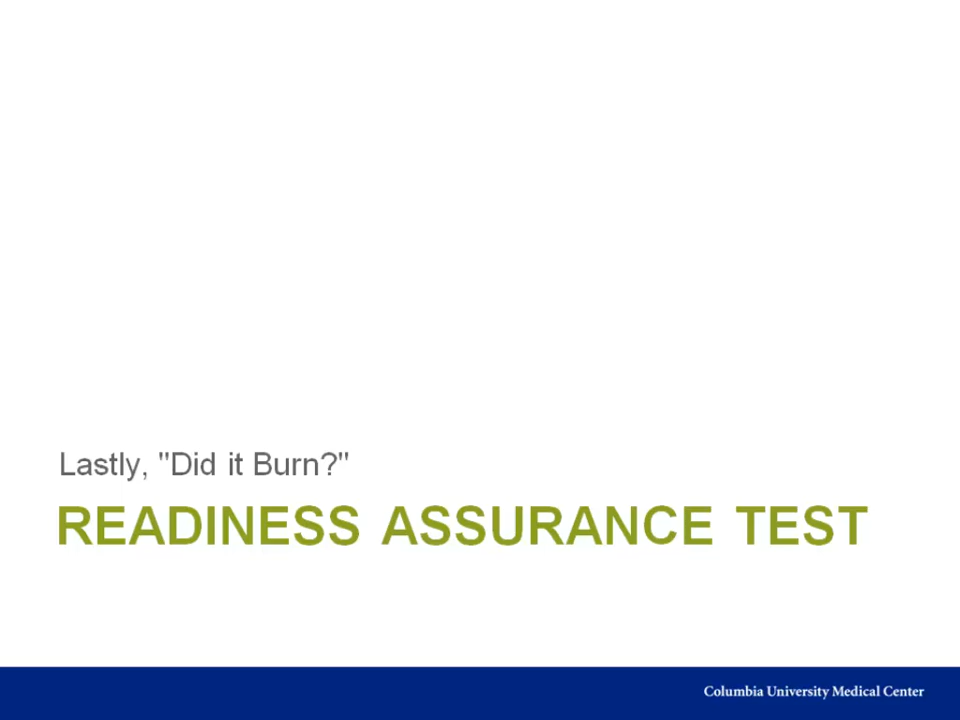 Lastly, "Did it Burn?"
READINESS ASSURANCE TEST
Columbia University Medical Center